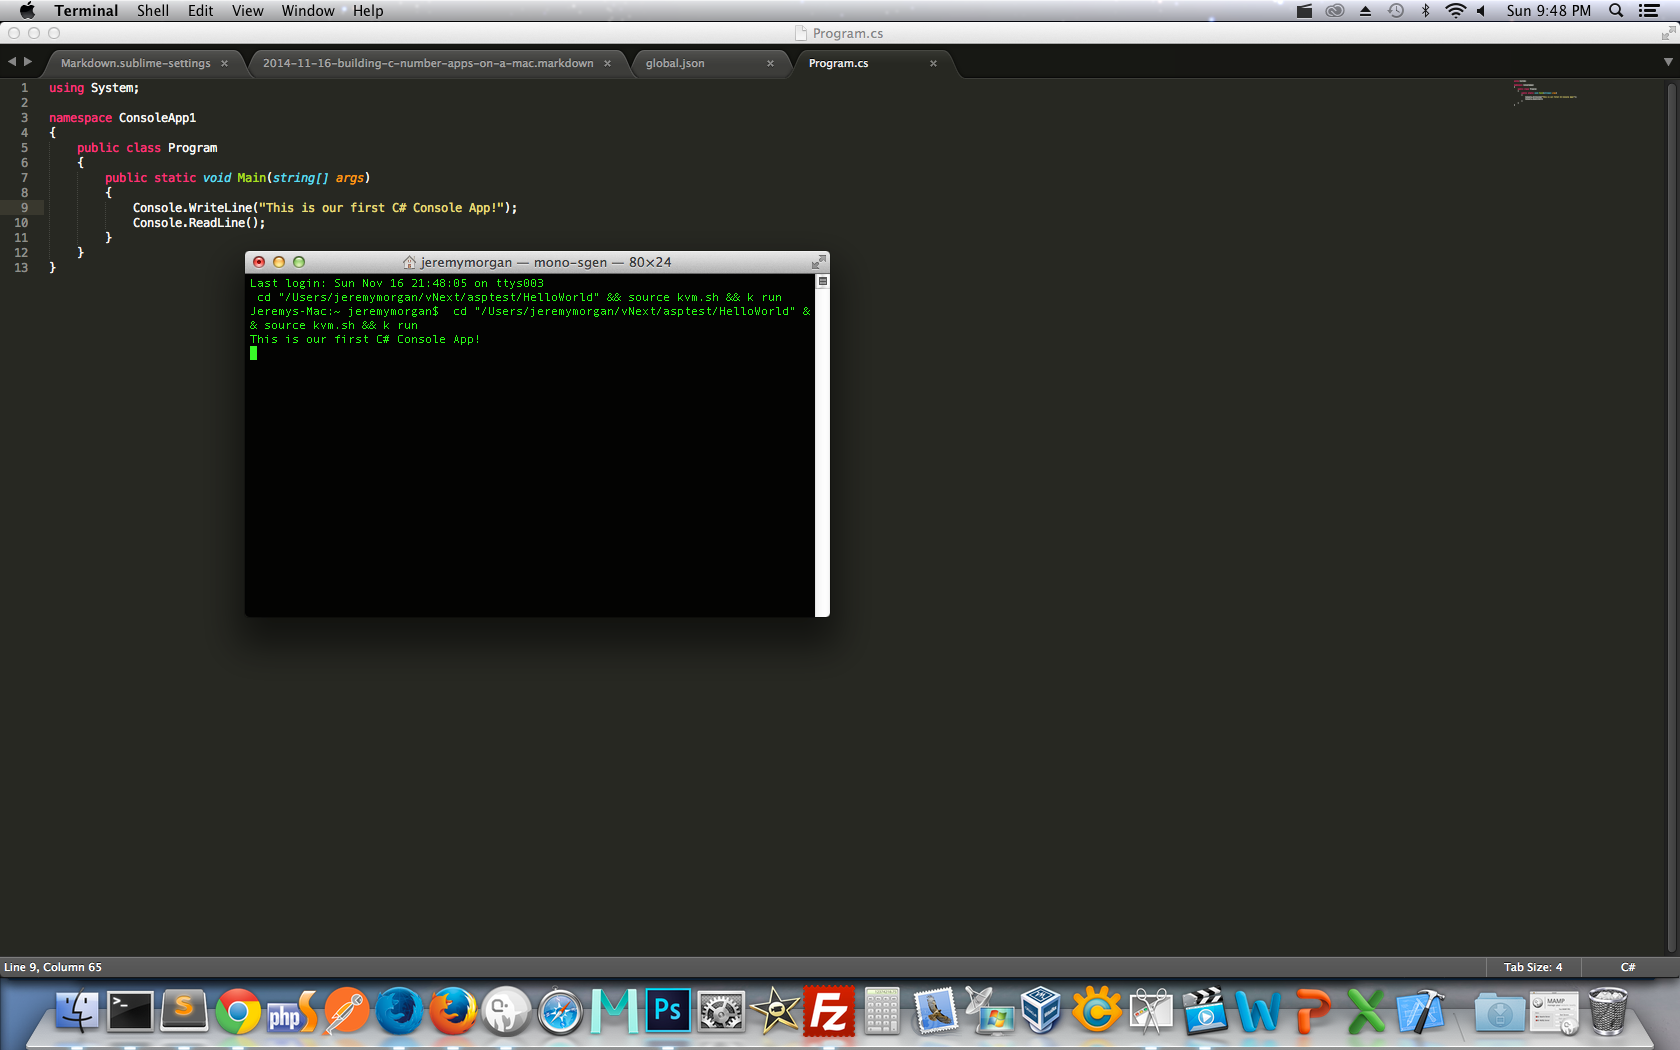 Terminal Shell Edit View Window Help Sun 9:48 PM
Program.cs
Markdown.sublime-settings 2014-11-16-building-c-number-apps-on-a-mac.markdown global.json Program.cs
1 using System;
2
3 namespace ConsoleApp1
4 {
5 public class Program
6 {
7 public static void Main(string[] args)
8 {
9 Console.WriteLine("This is our first C# Console App!");
10 Console.ReadLine();
11 }
12 }
13 }
jeremymorgan — mono-sgen — 80×24
Last login: Sun Nov 16 21:48:05 on ttys003
cd "/Users/jeremymorgan/vNext/asptest/HelloWorld" && source kvm.sh && k run
Jeremys-Mac:~ jeremymorgan$ cd "/Users/jeremymorgan/vNext/asptest/HelloWorld" &
& source kvm.sh && k run
This is our first C# Console App!
Line 9, Column 65 Tab Size: 4 C#
>_
S
php
Ps
Fz
W
P
X
MAMP